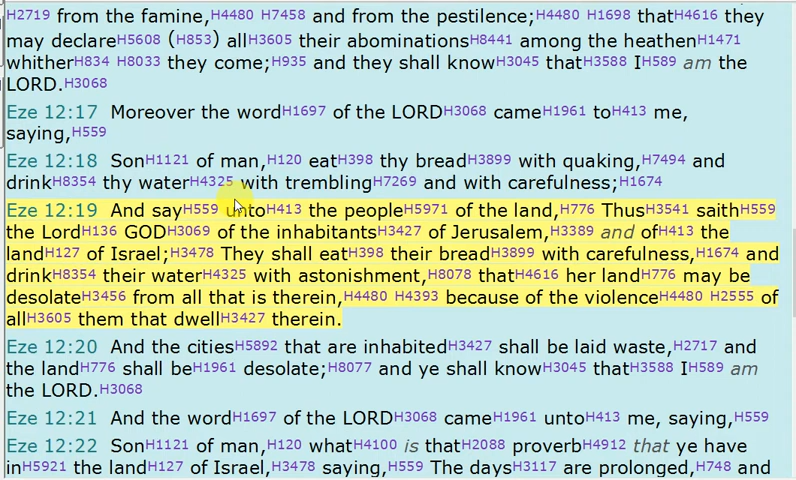 H2719 from the famine,H4480 H7458 and from the pestilence;H4480 H1698 thatH4616 they
may declareH5608 (H853) allH3605 their abominationsH8441 among the heathenH1471
whitherH834 H8033 they come;H935 and they shall knowH3045 thatH3588 IH589 am the
LORD.H3068
Eze 12:17 Moreover the wordH1697 of the LORDH3068 cameH1961 toH413 me,
saying,H559
Eze 12:18 SonH1121 of man,H120 eatH398 thy breadH3899 with quaking,H7494 and
drinkH8354 thy waterH4325 with tremblingH7269 and with carefulness;H1674
Eze 12:19 And sayH559 untoH413 the peopleH5971 of the land,H776 ThusH3541 saithH559
the LordH136 GODH3069 of the inhabitantsH3427 of Jerusalem,H3389 and ofH413 the
landH127 of Israel;H3478 They shall eatH398 their breadH3899 with carefulness,H1674 and
drinkH8354 their waterH4325 with astonishment,H8078 thatH4616 her landH776 may be
desolateH3456 from all that is therein,H4480 H4393 because of the violenceH4480 H2555 of
allH3605 them that dwellH3427 therein.
Eze 12:20 And the citiesH5892 that are inhabitedH3427 shall be laid waste,H2717 and
the landH776 shall beH1961 desolate;H8077 and ye shall knowH3045 thatH3588 IH589 am
the LORD.H3068
Eze 12:21 And the wordH1697 of the LORDH3068 cameH1961 untoH413 me, saying,H559
Eze 12:22 SonH1121 of man,H120 whatH4100 is thatH2088 proverbH4912 that ye have
inH5921 the landH127 of Israel,H3478 saying,H559 The daysH3117 are prolonged,H748 and